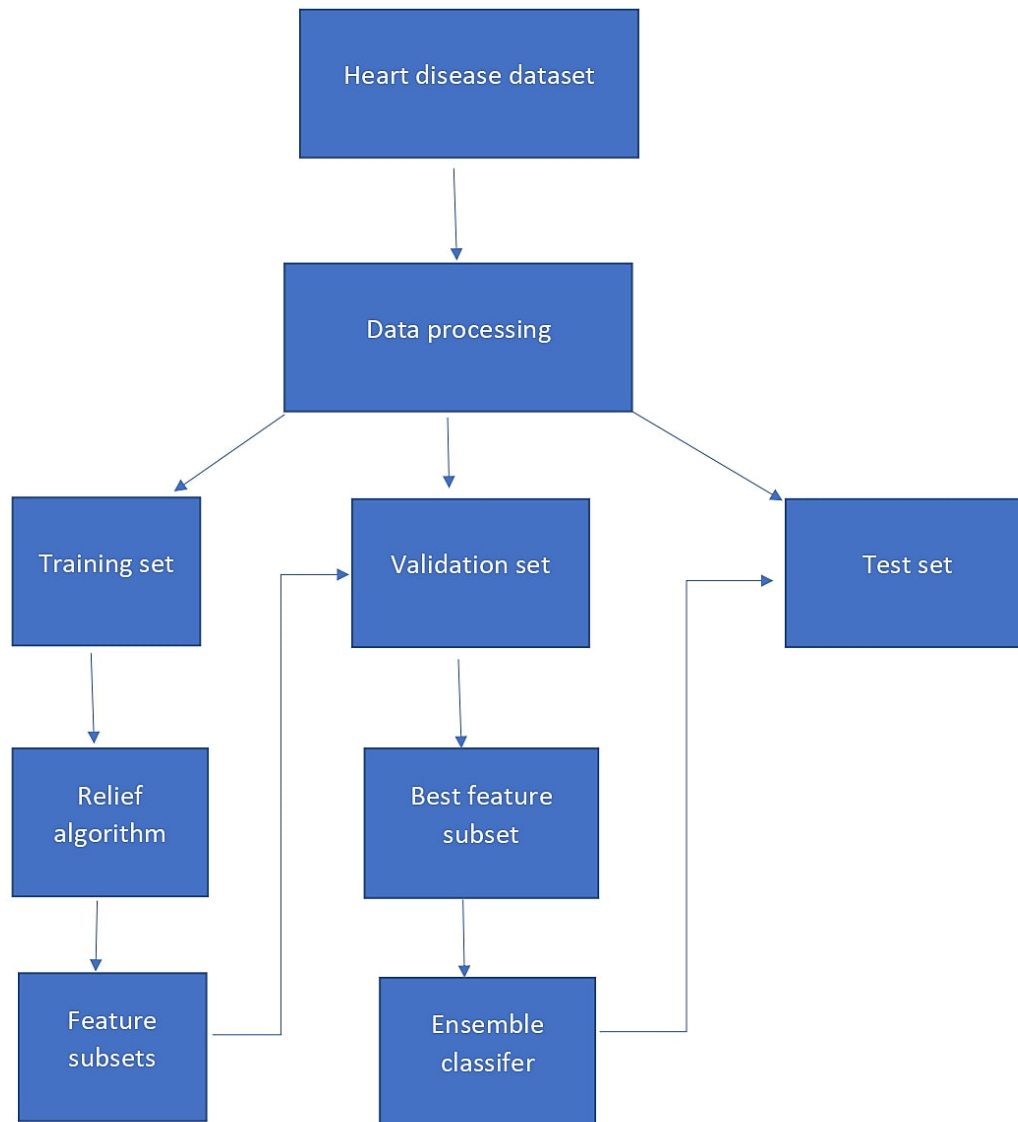 Heart disease dataset
Data processing
Training set
Validation set
Test set
Relief
algorithm
Best feature
subset
Feature
subsets
Ensemble
classifer